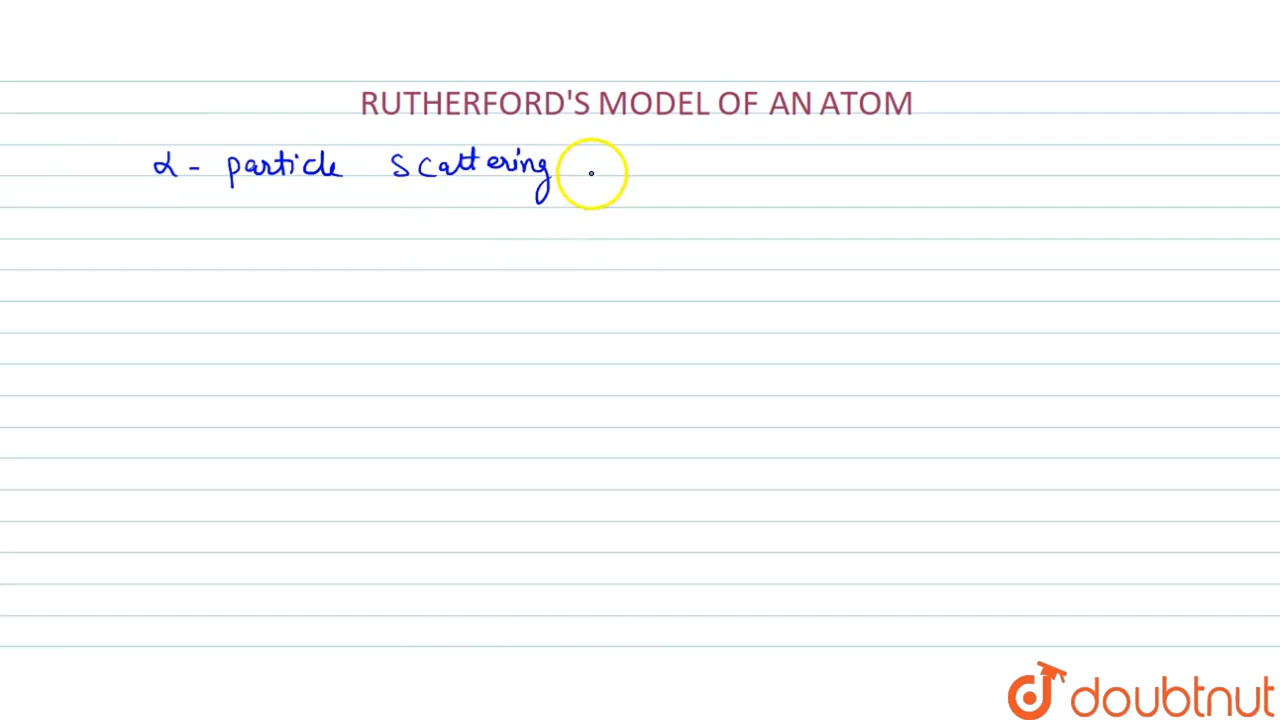 RUTHERFORD'S MODEL OF AN ATOM
α - particle scattering
doubtnut